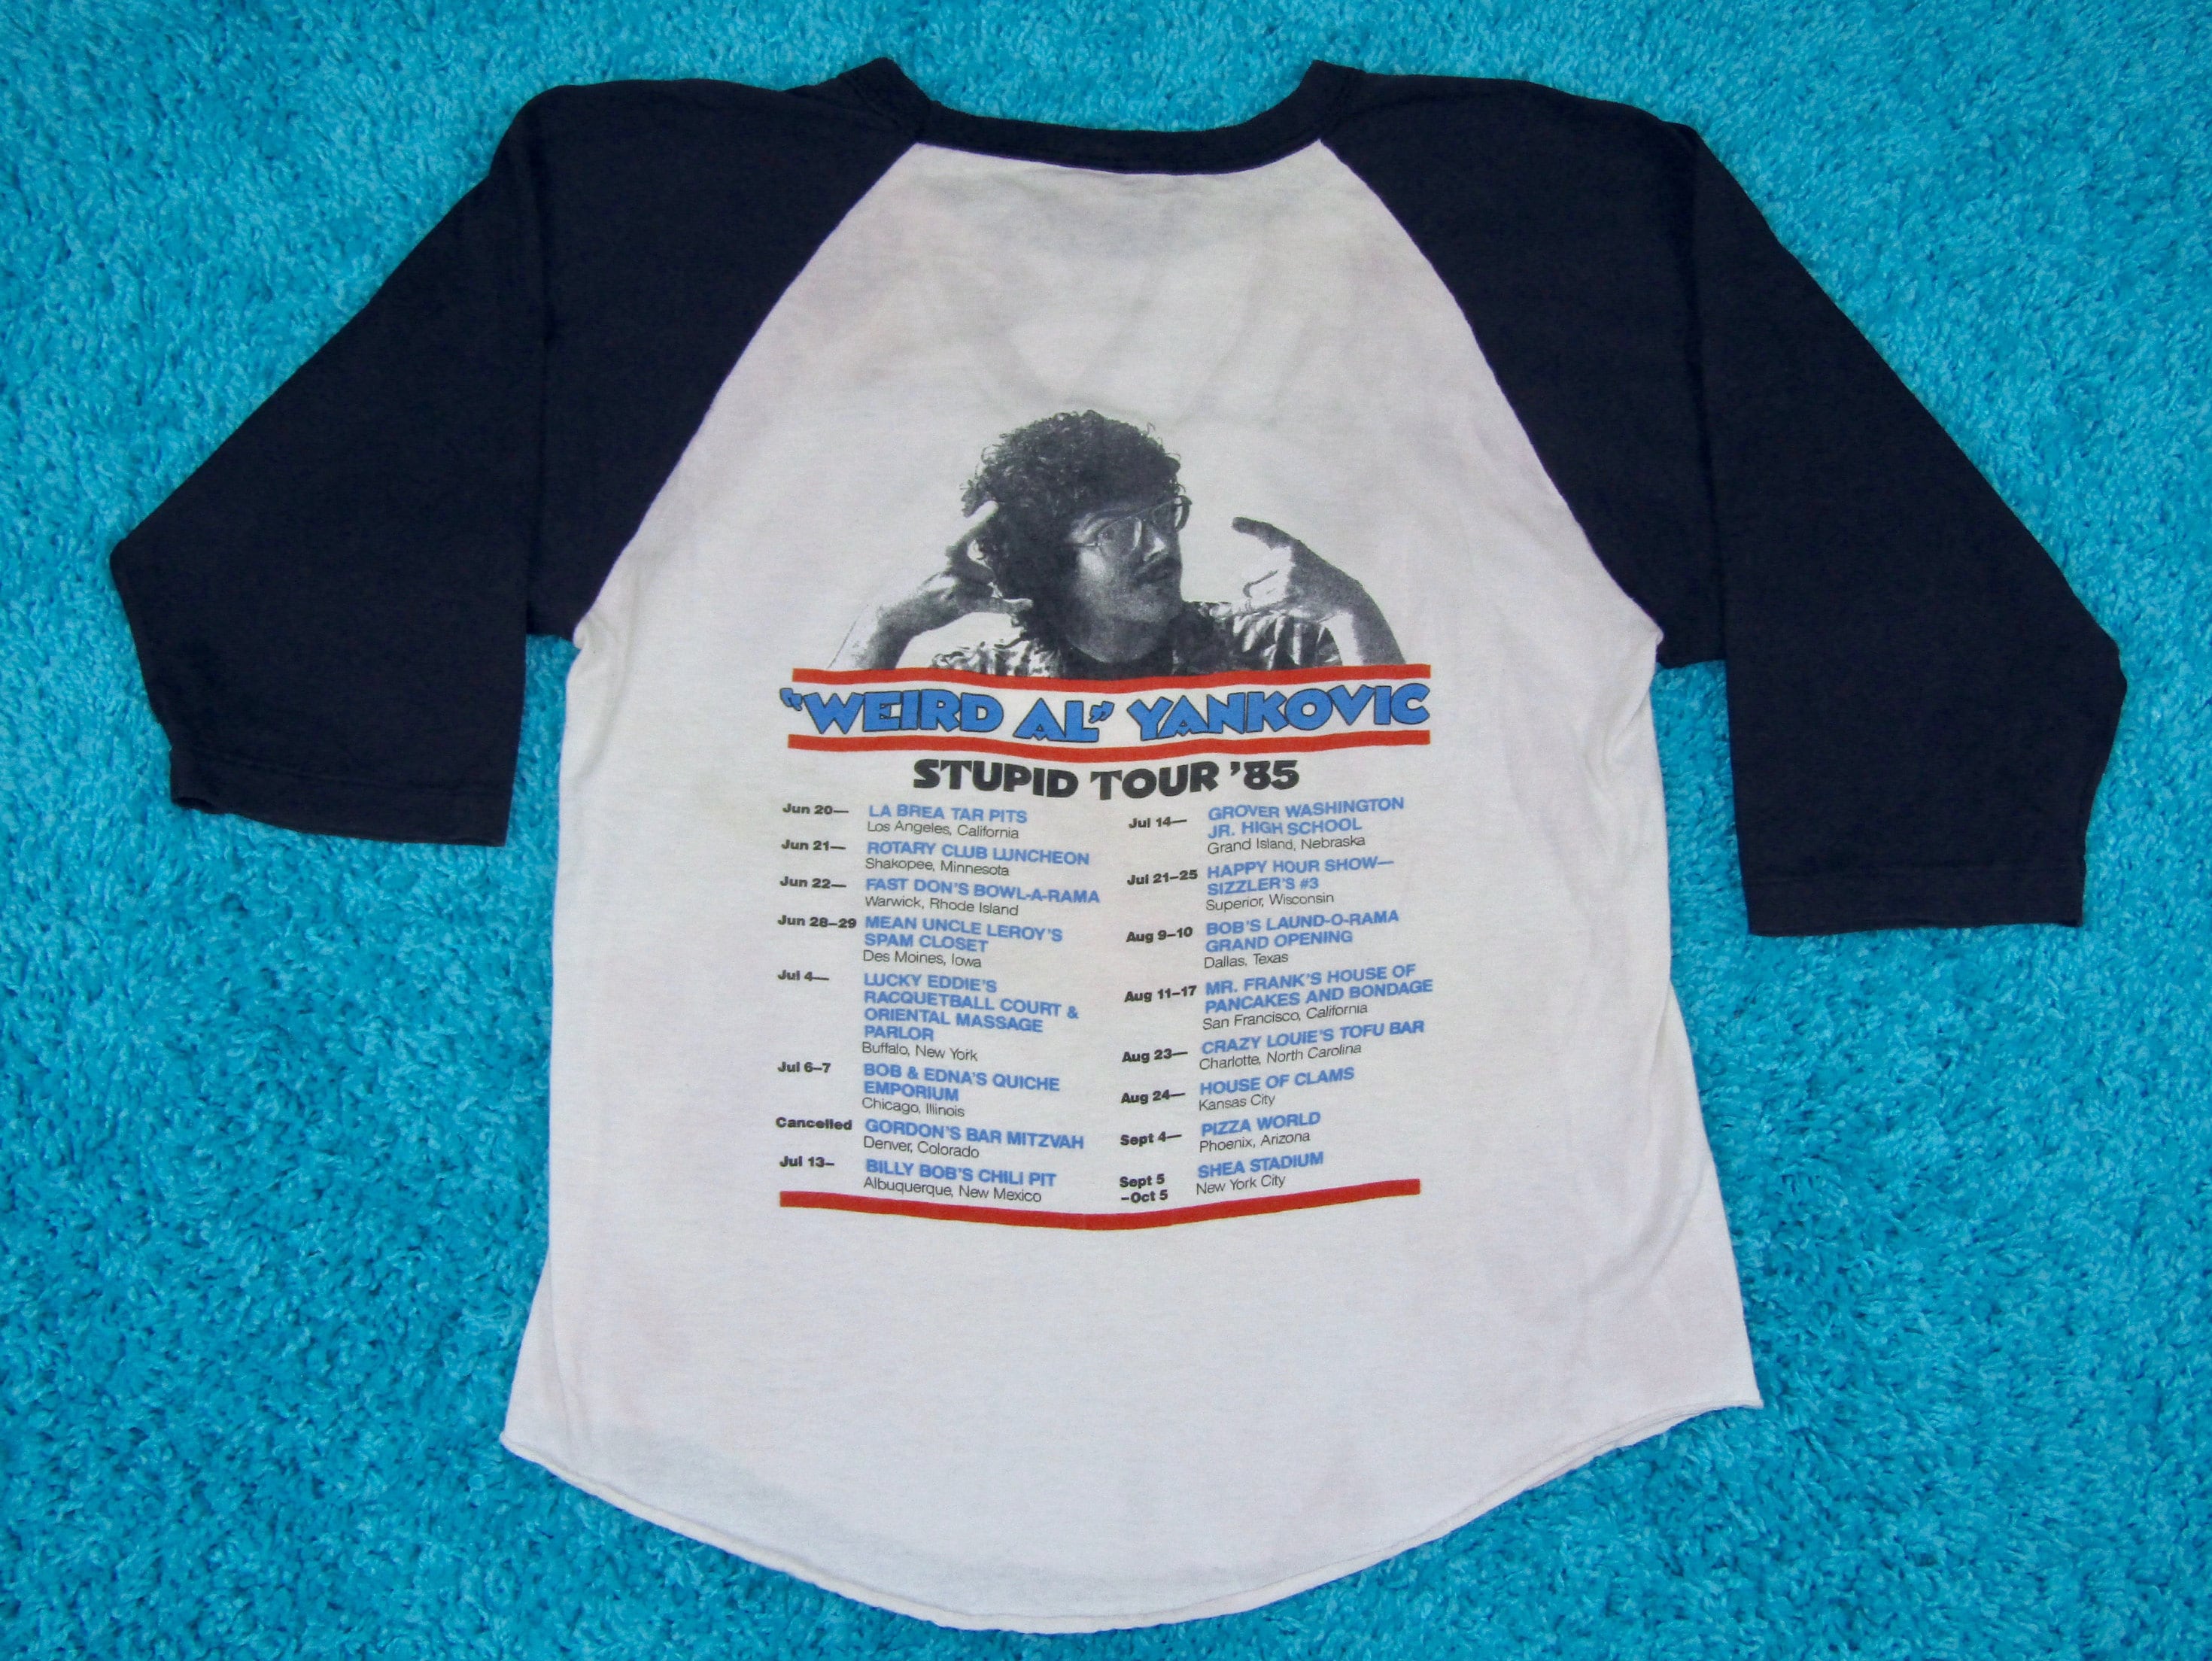 "WEIRD AL" YANKOVIC
STUPID TOUR '85
Jun 20— LA BREA TAR PITS
Los Angeles, California
Jun 21— ROTARY CLUB LUNCHEON
Shakopee, Minnesota
Jun 22— FAST DON'S BOWL-A-RAMA
Warwick, Rhode Island
Jun 28–29 MEAN UNCLE LEROY'S
SPAM CLOSET
Des Moines, Iowa
Jul 4— LUCKY EDDIE'S
RACQUETBALL COURT &
ORIENTAL MASSAGE
PARLOR
Buffalo, New York
Jul 6–7 BOB & EDNA'S QUICHE
EMPORIUM
Chicago, Illinois
Cancelled GORDON'S BAR MITZVAH
Denver, Colorado
Jul 13– BILLY BOB'S CHILI PIT
Albuquerque, New Mexico
Jul 14— GROVER WASHINGTON
JR. HIGH SCHOOL
Grand Island, Nebraska
Jul 21–25 HAPPY HOUR SHOW—
SIZZLER'S #3
Superior, Wisconsin
Aug 9–10 BOB'S LAUND-O-RAMA
GRAND OPENING
Dallas, Texas
Aug 11–17 MR. FRANK'S HOUSE OF
PANCAKES AND BONDAGE
San Francisco, California
Aug 23— CRAZY LOUIE'S TOFU BAR
Charlotte, North Carolina
Aug 24— HOUSE OF CLAMS
Kansas City
Sept 4— PIZZA WORLD
Phoenix, Arizona
Sept 5 SHEA STADIUM
–Oct 5 New York City